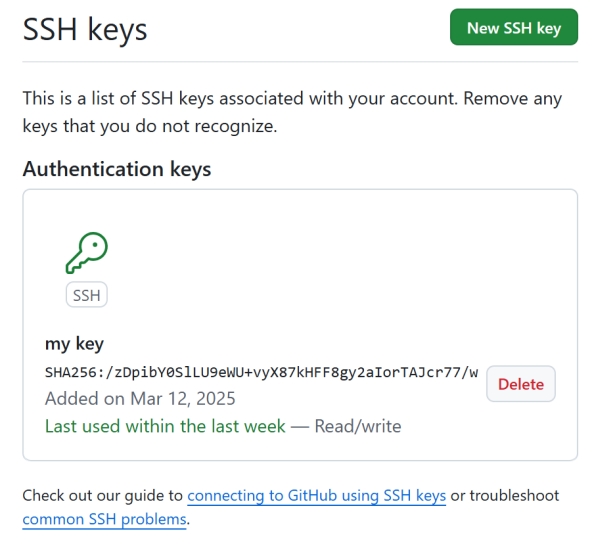 SSH keys
New SSH key
This is a list of SSH keys associated with your account. Remove any
keys that you do not recognize.
Authentication keys
SSH
my key
SHA256:/zDpibY0SlLU9eWU+vyX87kHFF8gy2aIorTAJcr77/w
Delete
Added on Mar 12, 2025
Last used within the last week — Read/write
Check out our guide to connecting to GitHub using SSH keys or troubleshoot
common SSH problems.